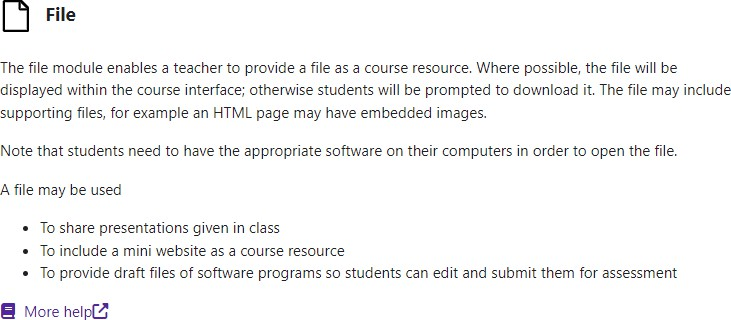 File
The file module enables a teacher to provide a file as a course resource. Where possible, the file will be
displayed within the course interface; otherwise students will be prompted to download it. The file may include
supporting files, for example an HTML page may have embedded images.
Note that students need to have the appropriate software on their computers in order to open the file.
A file may be used
• To share presentations given in class
• To include a mini website as a course resource
• To provide draft files of software programs so students can edit and submit them for assessment
More help